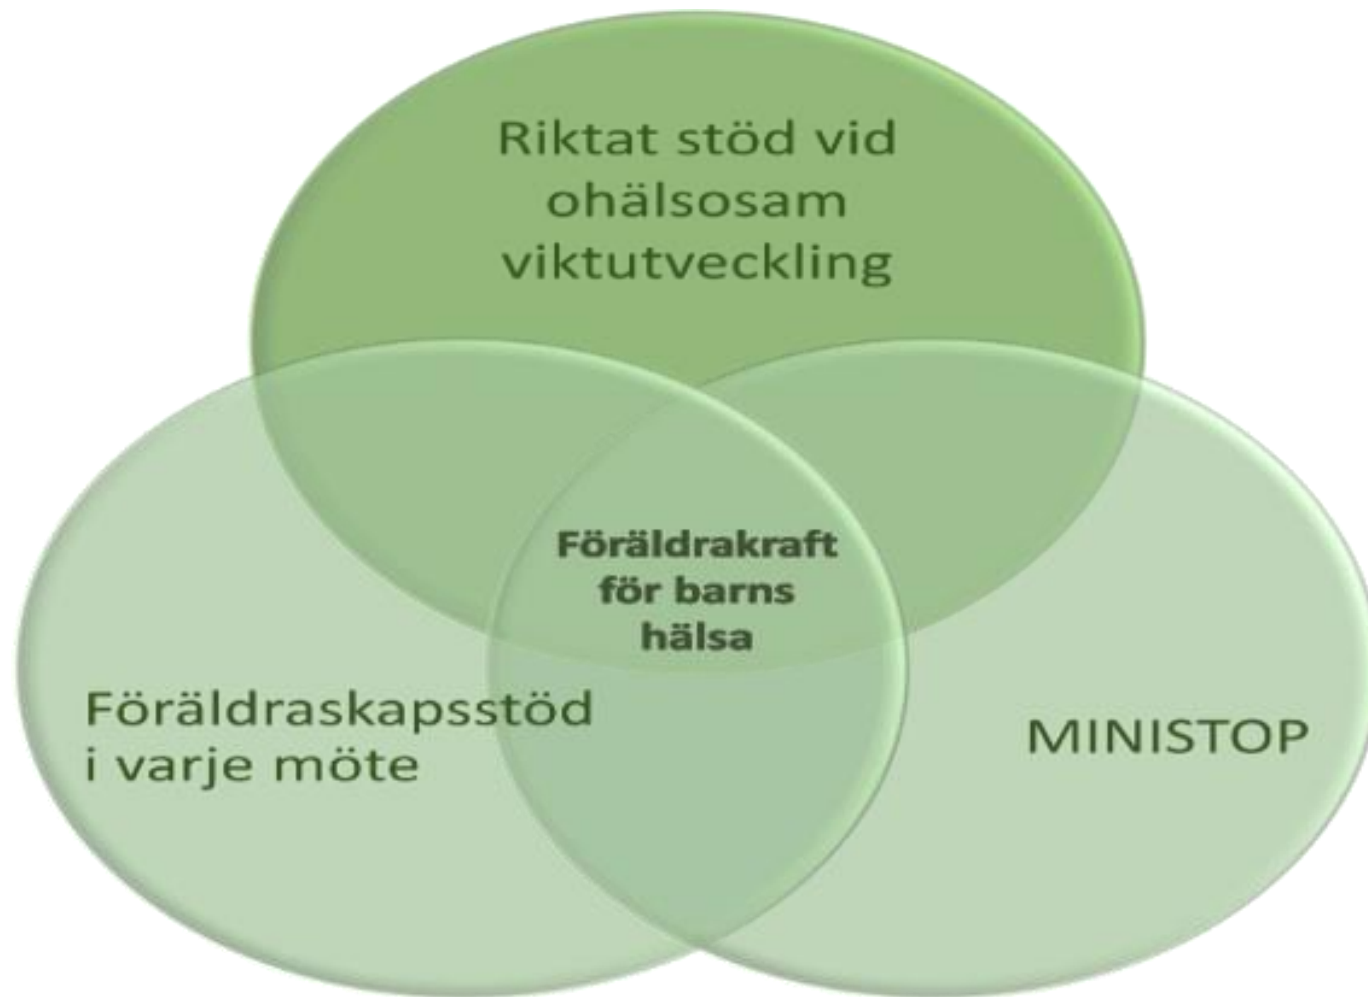 Riktat stöd vid
ohälsosam
viktutveckling
Föräldrakraft
för barns
hälsa
Föräldraskapsstöd
i varje möte
MINISTOP